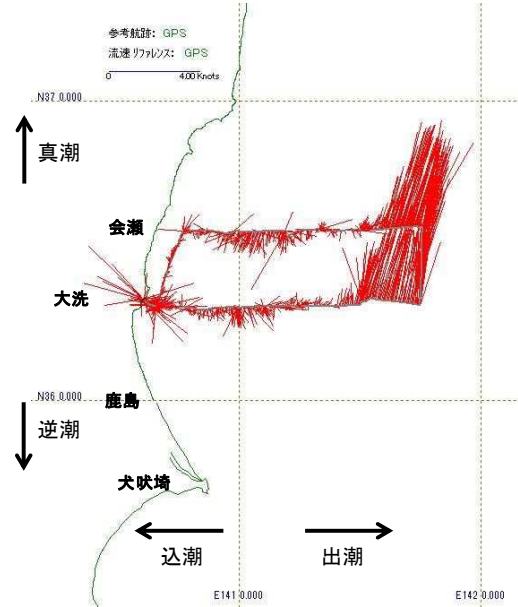 参考航跡: GPS
流速リファレンス: GPS
0 4.00 Knots
N37 0.000
真潮
会瀬
大洗
N36 0.000
鹿島
逆潮
犬吠埼
込潮 出潮
E141 0.000 E142 0.000